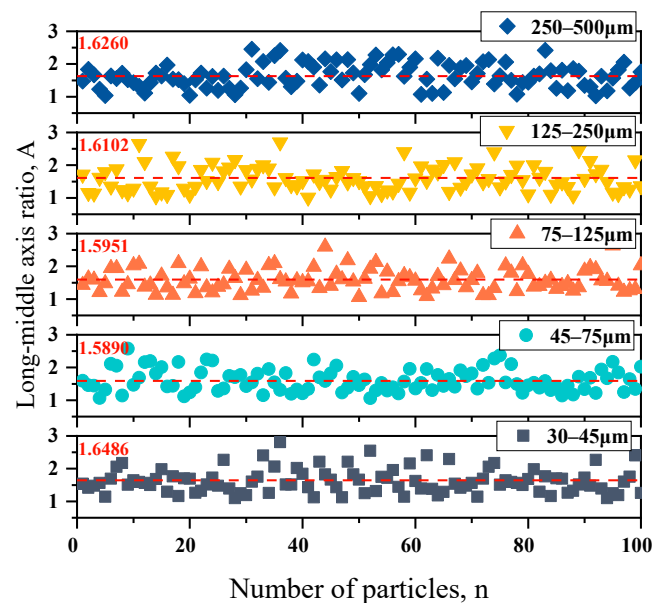 Long-middle axis ratio, A
3
2
1
1.6260
250–500μm
3
2
1
1.6102
125–250μm
3
2
1
1.5951
75–125μm
3
2
1
1.5890
45–75μm
3
2
1
1.6486
30–45μm
0 20 40 60 80 100
Number of particles, n